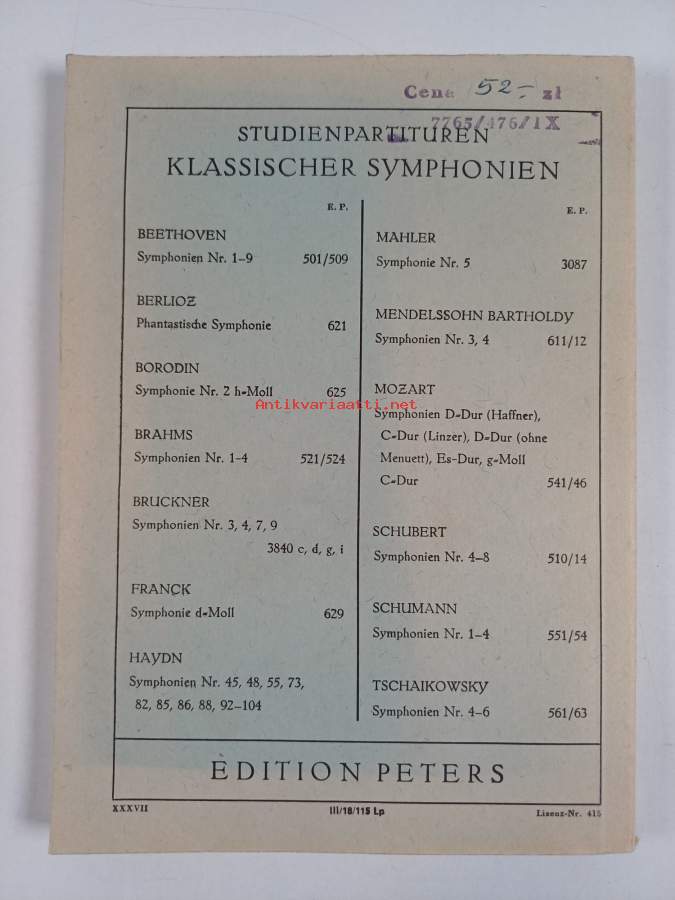 Cena 52- zł
7765/476/IX
STUDIENPARTITUREN
KLASSISCHER SYMPHONIEN
E. P.
BEETHOVEN
Symphonien Nr. 1-9 501/509
BERLIOZ
Phantastische Symphonie 621
BORODIN
Symphonie Nr. 2 h-Moll 625
BRAHMS
Symphonien Nr. 1-4 521/524
BRUCKNER
Symphonien Nr. 3, 4, 7, 9
3840 c, d, g, i
FRANCK
Symphonie d-Moll 629
HAYDN
Symphonien Nr. 45, 48, 55, 73,
82, 85, 86, 88, 92-104
E. P.
MAHLER
Symphonie Nr. 5 3087
MENDELSSOHN BARTHOLDY
Symphonien Nr. 3, 4 611/12
MOZART
Symphonien D-Dur (Haffner),
C-Dur (Linzer), D-Dur (ohne
Menuett), Es-Dur, g-Moll
C-Dur 541/46
SCHUBERT
Symphonien Nr. 4-8 510/14
SCHUMANN
Symphonien Nr. 1-4 551/54
TSCHAIKOWSKY
Symphonien Nr. 4-6 561/63
Antikvariaatti.net
EDITION PETERS
XXXVII III/18/115 Lp Lizenz-Nr. 415